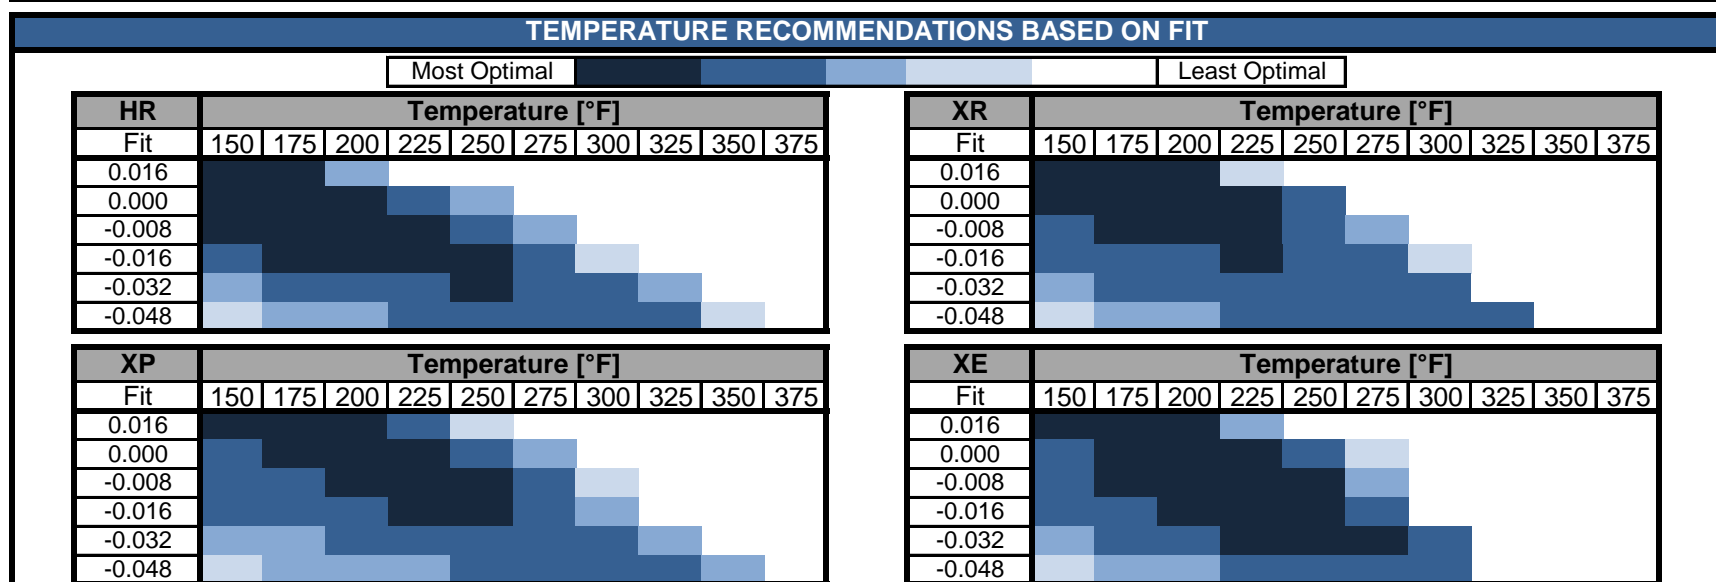 TEMPERATURE RECOMMENDATIONS BASED ON FIT
Most Optimal Least Optimal
HR Temperature [°F]
Fit 150 175 200 225 250 275 300 325 350 375
0.016
0.000
-0.008
-0.016
-0.032
-0.048
XR Temperature [°F]
Fit 150 175 200 225 250 275 300 325 350 375
0.016
0.000
-0.008
-0.016
-0.032
-0.048
XP Temperature [°F]
Fit 150 175 200 225 250 275 300 325 350 375
0.016
0.000
-0.008
-0.016
-0.032
-0.048
XE Temperature [°F]
Fit 150 175 200 225 250 275 300 325 350 375
0.016
0.000
-0.008
-0.016
-0.032
-0.048